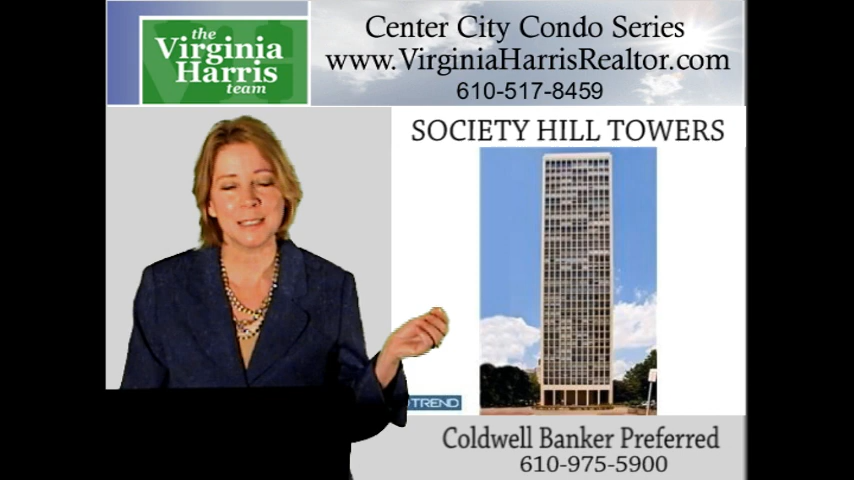 the
Virginia
Harris
team
Center City Condo Series
www.VirginiaHarrisRealtor.com
610-517-8459
SOCIETY HILL TOWERS
TREND
Coldwell Banker Preferred
610-975-5900